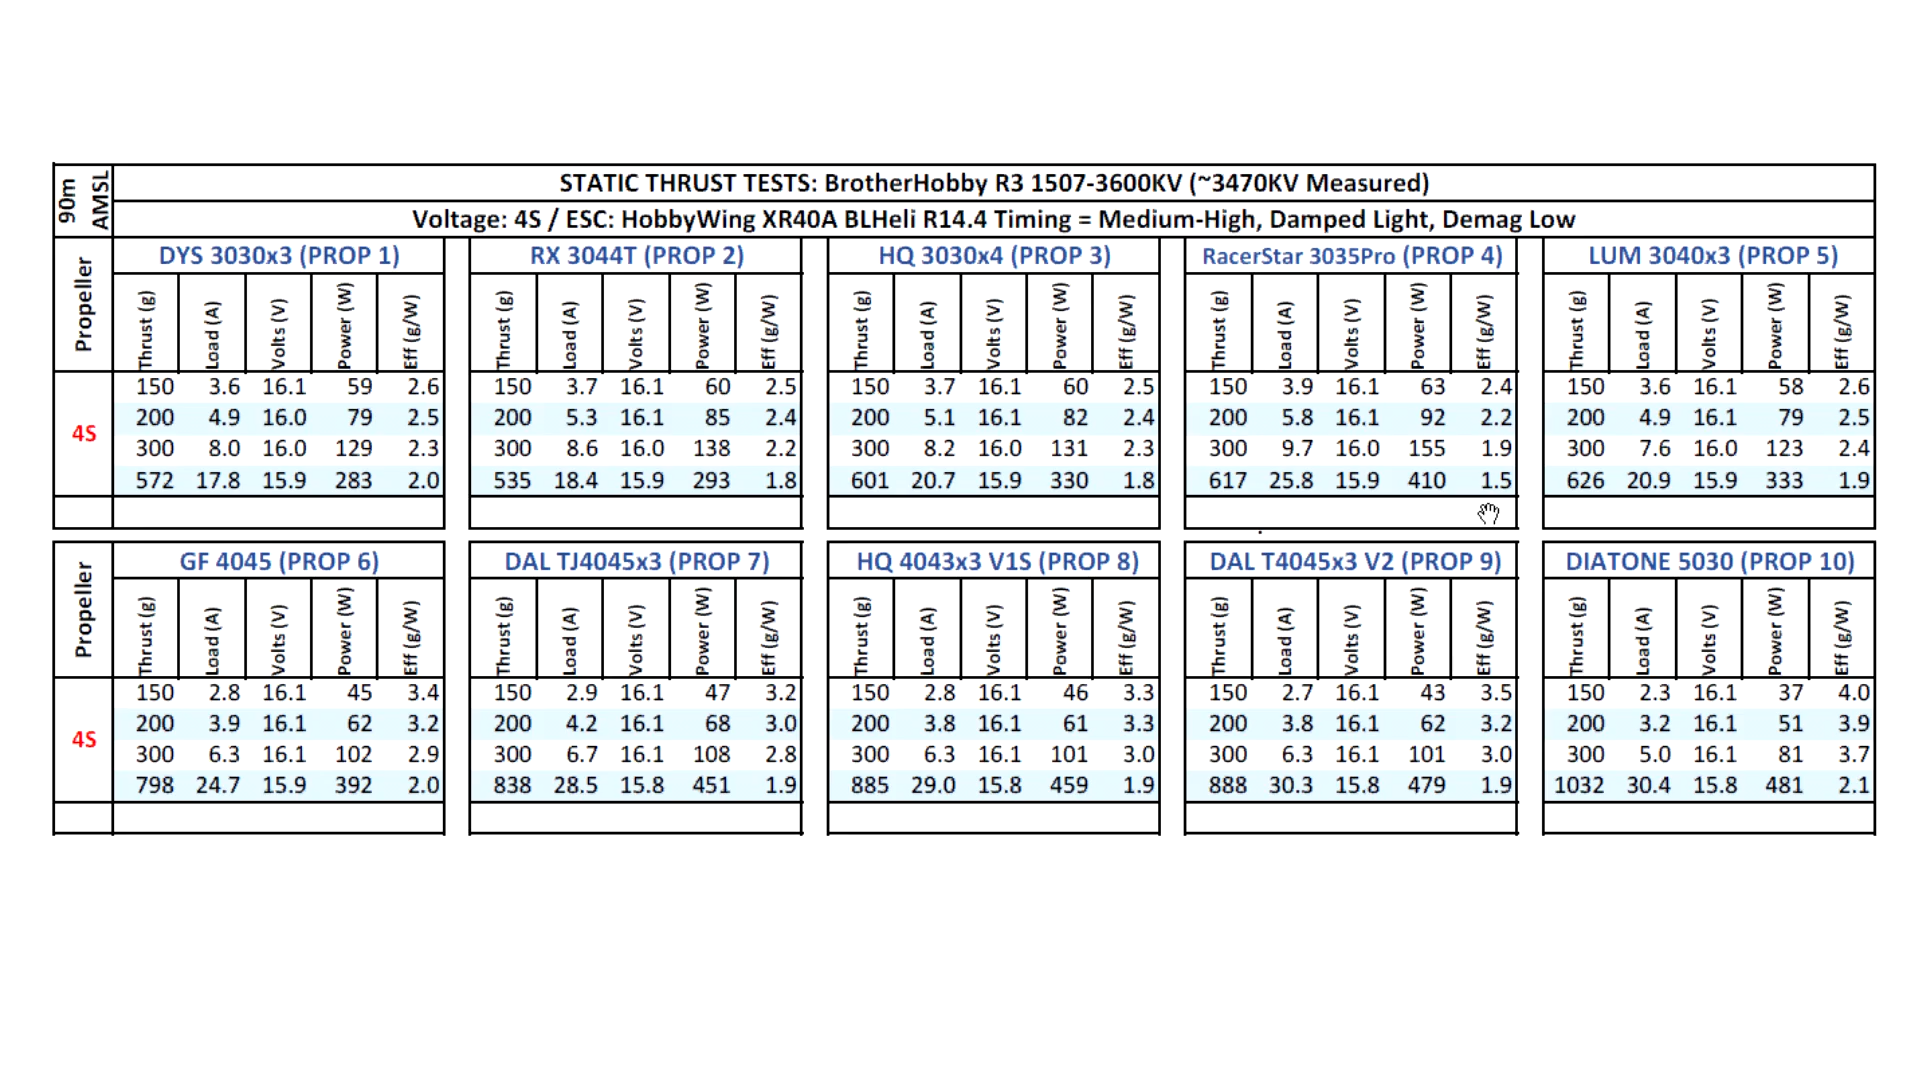 90m AMSL
STATIC THRUST TESTS: BrotherHobby R3 1507-3600KV (~3470KV Measured)
Voltage: 4S / ESC: HobbyWing XR40A BLHeli R14.4 Timing = Medium-High, Damped Light, Demag Low
Propeller DYS 3030x3 (PROP 1) RX 3044T (PROP 2) HQ 3030x4 (PROP 3) RacerStar 3035Pro (PROP 4) LUM 3040x3 (PROP 5)
Thrust (g) Load (A) Volts (V) Power (W) Eff (g/W) Thrust (g) Load (A) Volts (V) Power (W) Eff (g/W) Thrust (g) Load (A) Volts (V) Power (W) Eff (g/W) Thrust (g) Load (A) Volts (V) Power (W) Eff (g/W) Thrust (g) Load (A) Volts (V) Power (W) Eff (g/W)
4S
150 3.6 16.1 59 2.6 150 3.7 16.1 60 2.5 150 3.7 16.1 60 2.5 150 3.9 16.1 63 2.4 150 3.6 16.1 58 2.6
200 4.9 16.0 79 2.5 200 5.3 16.1 85 2.4 200 5.1 16.1 82 2.4 200 5.8 16.1 92 2.2 200 4.9 16.1 79 2.5
300 8.0 16.0 129 2.3 300 8.6 16.0 138 2.2 300 8.2 16.0 131 2.3 300 9.7 16.0 155 1.9 300 7.6 16.0 123 2.4
572 17.8 15.9 283 2.0 535 18.4 15.9 293 1.8 601 20.7 15.9 330 1.8 617 25.8 15.9 410 1.5 626 20.9 15.9 333 1.9
Propeller GF 4045 (PROP 6) DAL TJ4045x3 (PROP 7) HQ 4043x3 V1S (PROP 8) DAL T4045x3 V2 (PROP 9) DIATONE 5030 (PROP 10)
Thrust (g) Load (A) Volts (V) Power (W) Eff (g/W) Thrust (g) Load (A) Volts (V) Power (W) Eff (g/W) Thrust (g) Load (A) Volts (V) Power (W) Eff (g/W) Thrust (g) Load (A) Volts (V) Power (W) Eff (g/W) Thrust (g) Load (A) Volts (V) Power (W) Eff (g/W)
4S
150 2.8 16.1 45 3.4 150 2.9 16.1 47 3.2 150 2.8 16.1 46 3.3 150 2.7 16.1 43 3.5 150 2.3 16.1 37 4.0
200 3.9 16.1 62 3.2 200 4.2 16.1 68 3.0 200 3.8 16.1 61 3.3 200 3.8 16.1 62 3.2 200 3.2 16.1 51 3.9
300 6.3 16.1 102 2.9 300 6.7 16.1 108 2.8 300 6.3 16.1 101 3.0 300 6.3 16.1 101 3.0 300 5.0 16.1 81 3.7
798 24.7 15.9 392 2.0 838 28.5 15.8 451 1.9 885 29.0 15.8 459 1.9 888 30.3 15.8 479 1.9 1032 30.4 15.8 481 2.1